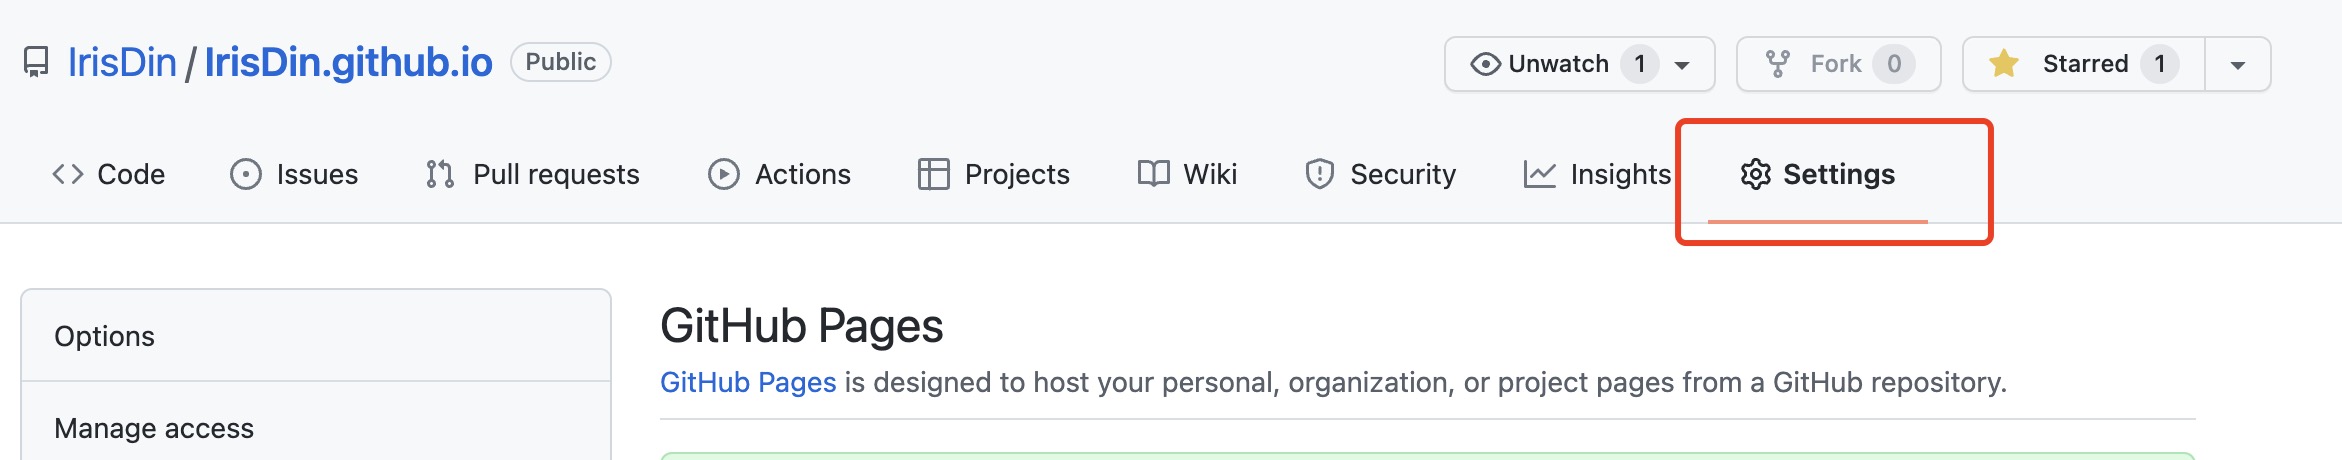 IrisDin / IrisDin.github.io Public Unwatch 1 Fork 0 Starred 1
Code Issues Pull requests Actions Projects Wiki Security Insights Settings
Options
GitHub Pages
GitHub Pages is designed to host your personal, organization, or project pages from a GitHub repository.
Manage access